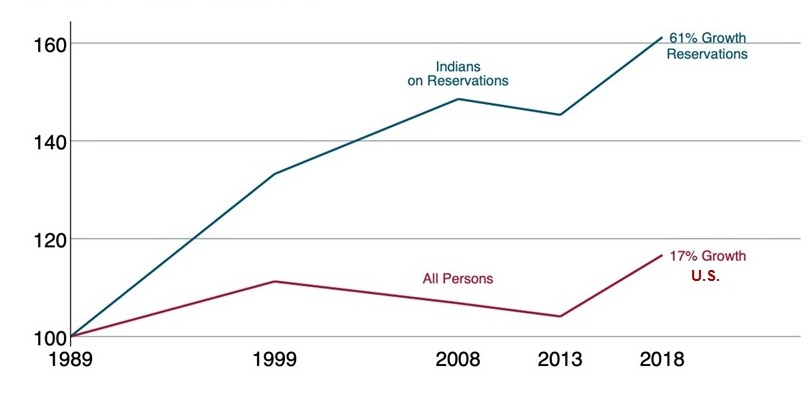 160
140
120
100
Indians
on Reservations
61% Growth
Reservations
All Persons
17% Growth
U.S.
1989
1999
2008
2013
2018